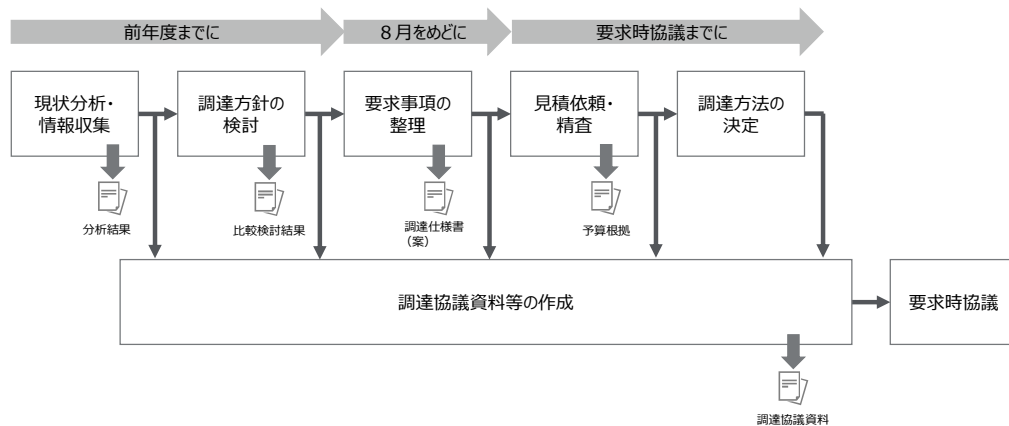 前年度までに
８月をめどに
要求時協議までに
現状分析・
情報収集
調達方針の
検討
要求事項の
整理
見積依頼・
精査
調達方法の
決定
分析結果
比較検討結果
調達仕様書
（案）
予算根拠
調達協議資料等の作成
要求時協議
調達協議資料